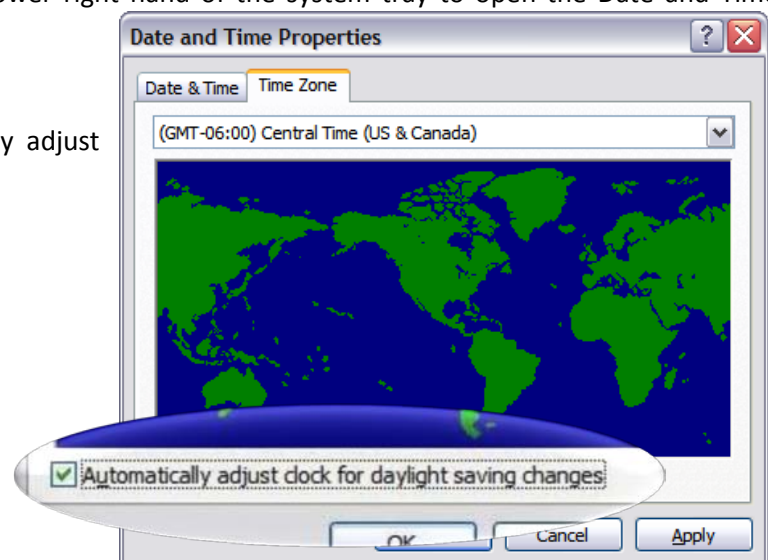 ower right hand of the system tray to open the Date and Time
Date and Time Properties
Date & Time Time Zone
y adjust
(GMT-06:00) Central Time (US & Canada)
Automatically adjust clock for daylight saving changes
OK Cancel Apply